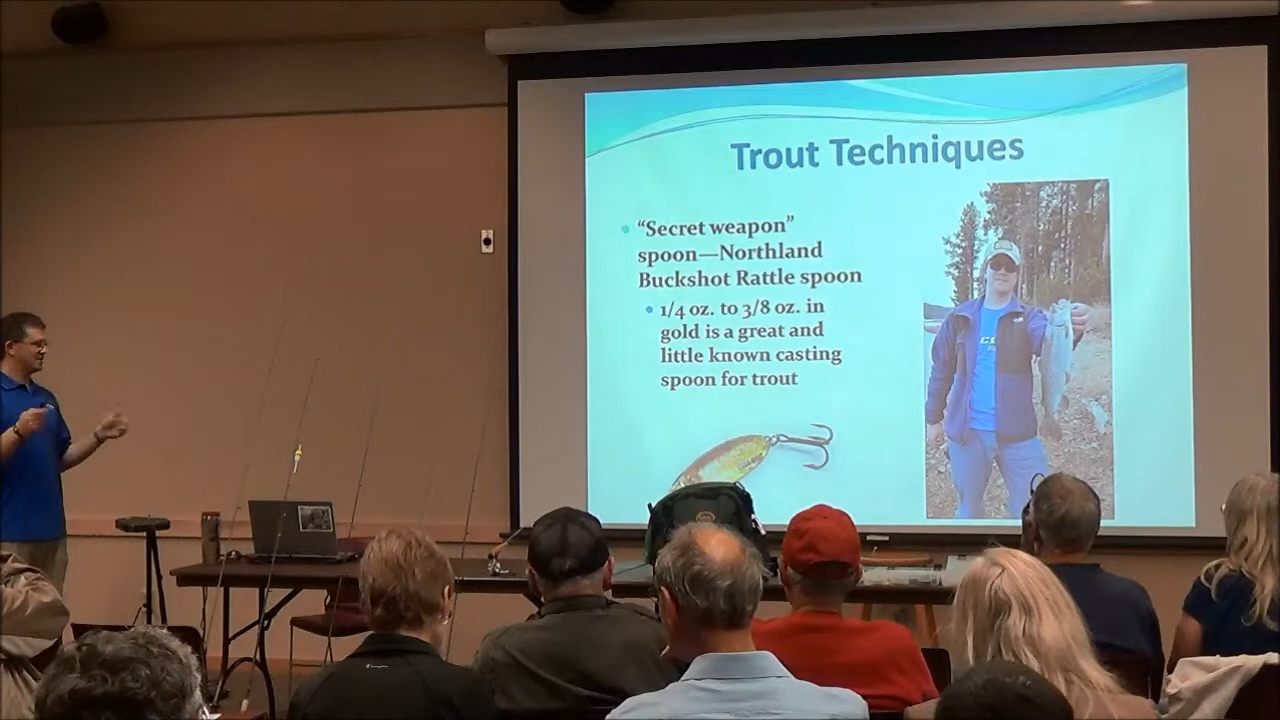 Trout Techniques
“Secret weapon”
spoon—Northland
Buckshot Rattle spoon
1/4 oz. to 3/8 oz. in
gold is a great and
little known casting
spoon for trout